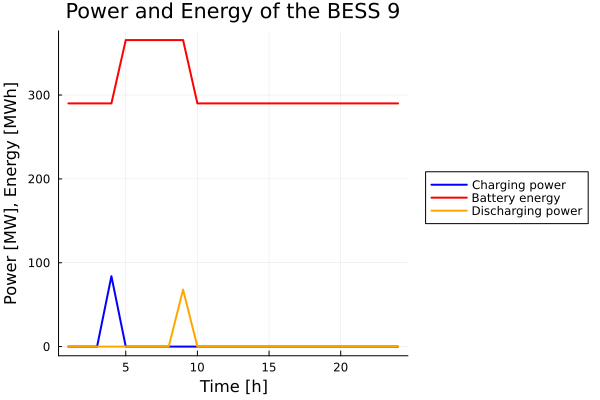 Power and Energy of the BESS 9
Power [MW], Energy [MWh]
300
200
100
0
5
10
15
20
Time [h]
Charging power
Battery energy
Discharging power